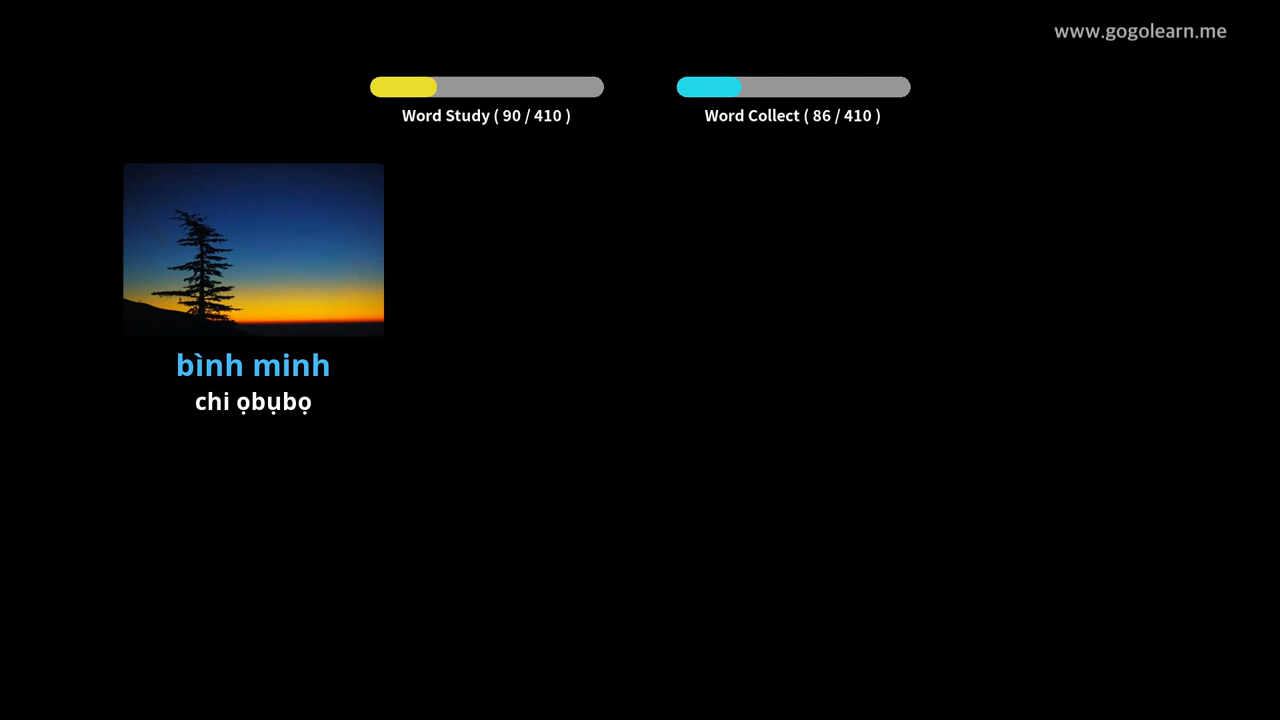 www.gogolearn.me
Word Study ( 90 / 410 )
Word Collect ( 86 / 410 )
bình minh
chi ọbụbọ